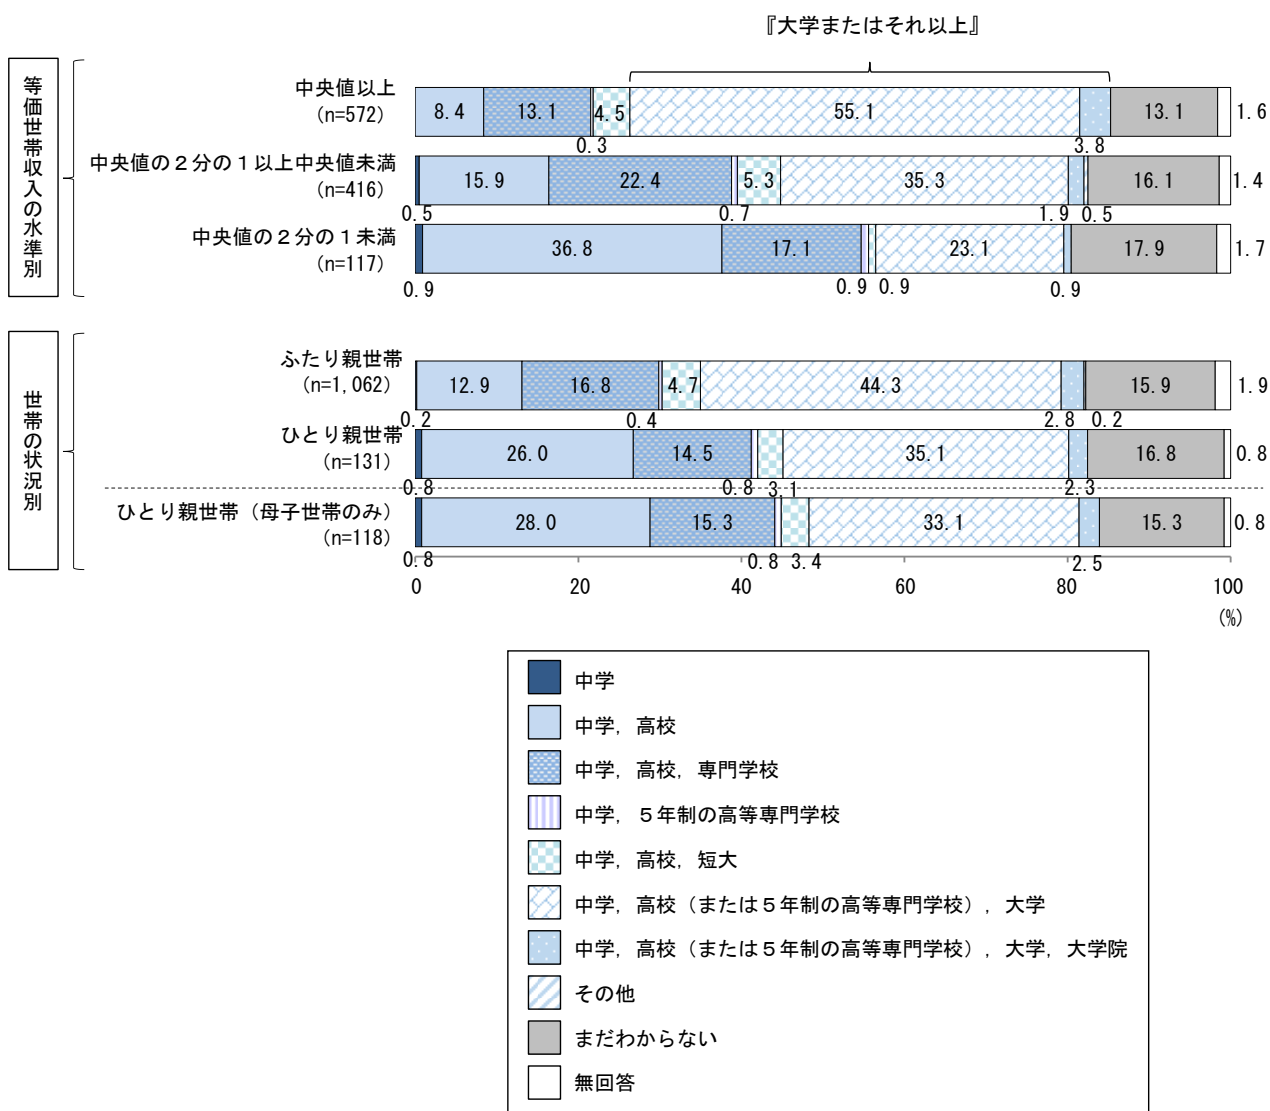 『大学またはそれ以上』
等価世帯収入の水準別
中央値以上
(n=572)
8.4 13.1 4.5 55.1 13.1 1.6
0.3 3.8
中央値の２分の１以上中央値未満
(n=416)
15.9 22.4 5.3 35.3 16.1 1.4
0.5 0.7 1.9 0.5
中央値の２分の１未満
(n=117)
36.8 17.1 23.1 17.9 1.7
0.9 0.9 0.9 0.9
世帯の状況別
ふたり親世帯
(n=1,062)
12.9 16.8 4.7 44.3 15.9 1.9
0.2 0.4 2.8 0.2
ひとり親世帯
(n=131)
26.0 14.5 35.1 16.8 0.8
0.8 0.8 3.1 2.3
ひとり親世帯（母子世帯のみ）
(n=118)
28.0 15.3 33.1 15.3 0.8
0.8 0.8 3.4 2.5
0 20 40 60 80 100
(%)
中学
中学，高校
中学，高校，専門学校
中学，５年制の高等専門学校
中学，高校，短大
中学，高校（または５年制の高等専門学校），大学
中学，高校（または５年制の高等専門学校），大学，大学院
その他
まだわからない
無回答